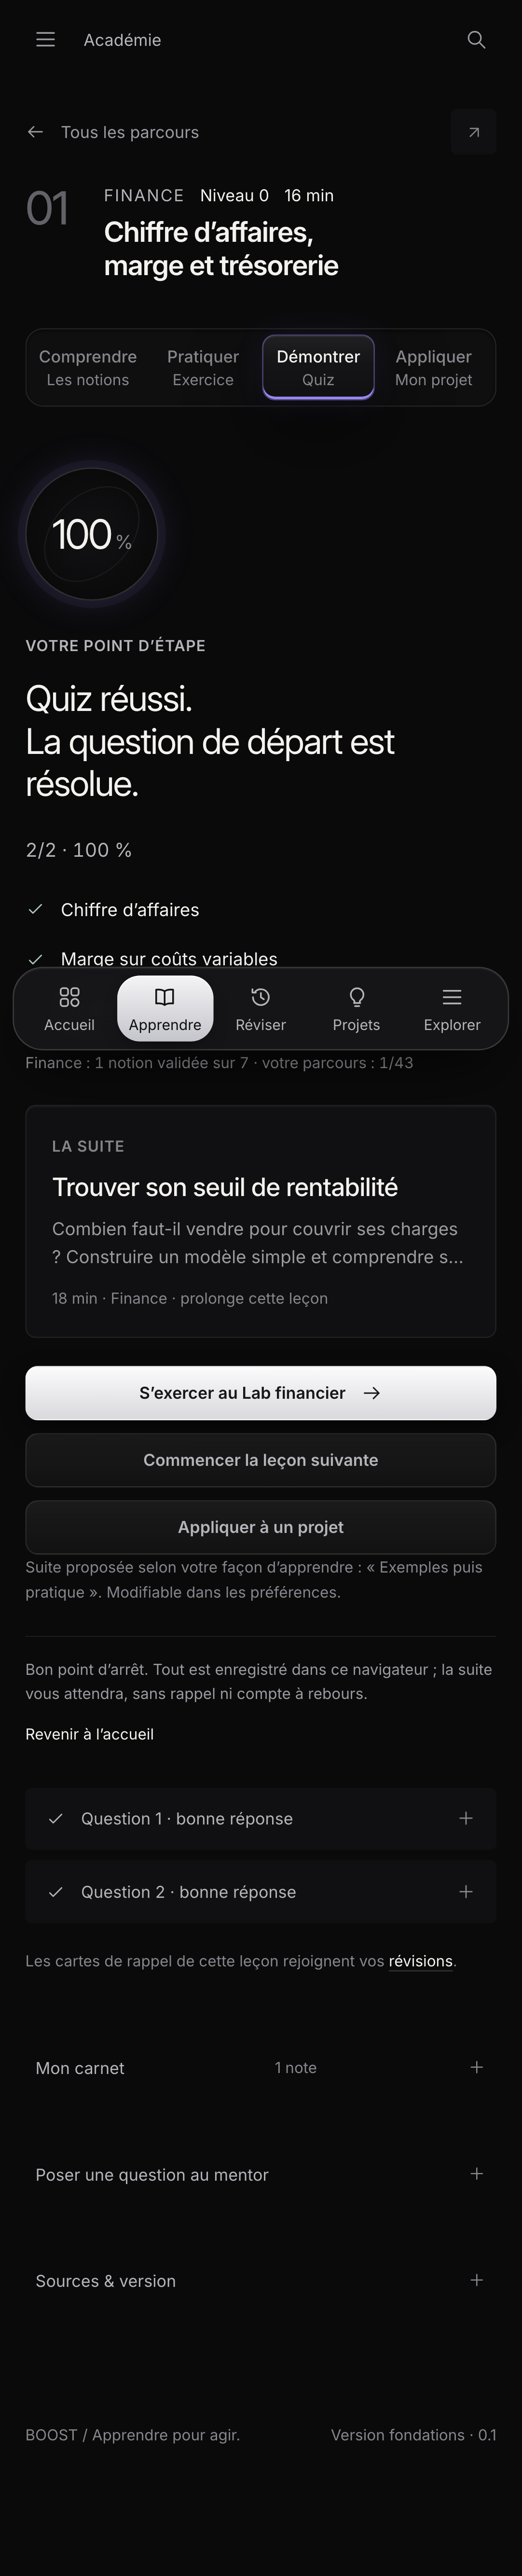 Académie
Tous les parcours
01
FINANCE Niveau 0 16 min
Chiffre d’affaires,
marge et trésorerie
Comprendre Pratiquer Démontrer Appliquer
Les notions Exercice Quiz Mon projet
100 %
VOTRE POINT D’ÉTAPE
Quiz réussi.
La question de départ est
résolue.
2/2 · 100 %
Chiffre d’affaires
Marge sur coûts variables
Accueil Apprendre Réviser Projets Explorer
Finance : 1 notion validée sur 7 · votre parcours : 1/43
LA SUITE
Trouver son seuil de rentabilité
Combien faut-il vendre pour couvrir ses charges
? Construire un modèle simple et comprendre s…
18 min · Finance · prolonge cette leçon
S’exercer au Lab financier
Commencer la leçon suivante
Appliquer à un projet
Suite proposée selon votre façon d’apprendre : « Exemples puis
pratique ». Modifiable dans les préférences.
Bon point d’arrêt. Tout est enregistré dans ce navigateur ; la suite
vous attendra, sans rappel ni compte à rebours.
Revenir à l’accueil
Question 1 · bonne réponse
Question 2 · bonne réponse
Les cartes de rappel de cette leçon rejoignent vos révisions.
Mon carnet 1 note
Poser une question au mentor
Sources & version
BOOST / Apprendre pour agir. Version fondations · 0.1